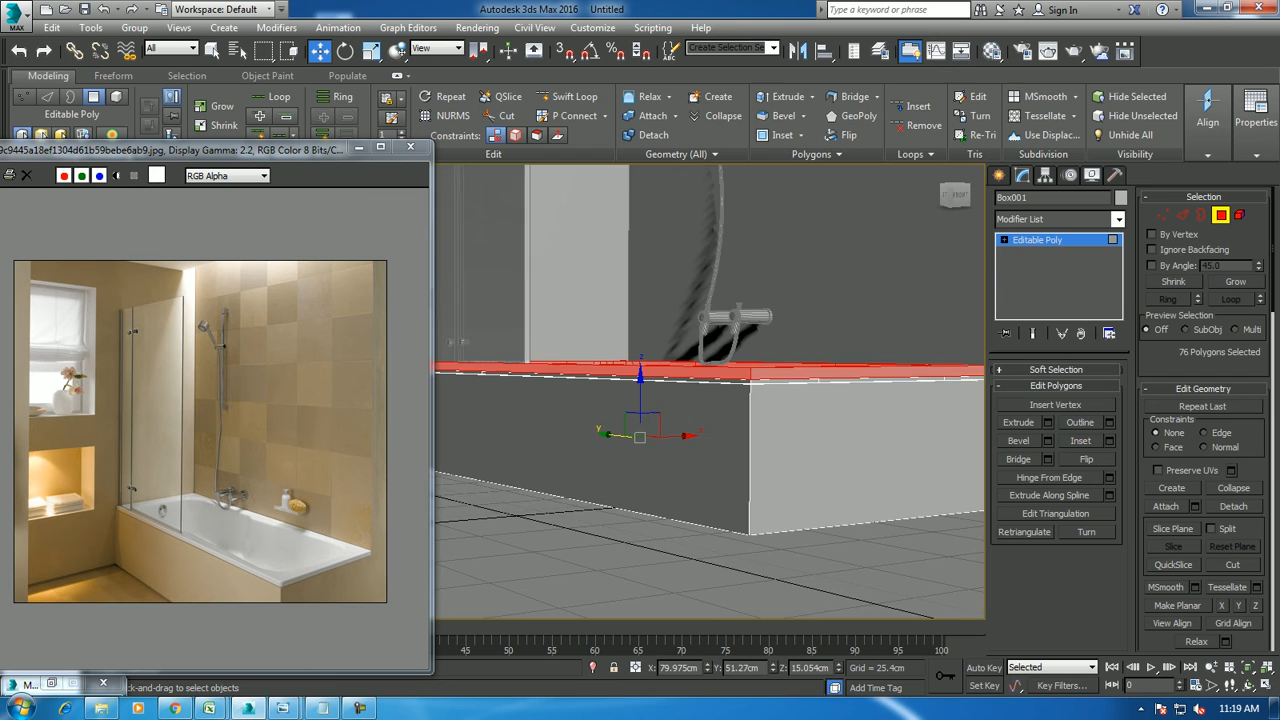 MAX
Workspace: Default
Autodesk 3ds Max 2016 Untitled
Type a keyword or phrase
Sign In
Edit Tools Group Views Create Modifiers Animation Graph Editors Rendering Civil View Customize Scripting Help
All
View
Create Selection Se
Modeling Freeform Selection Object Paint Populate
Grow Loop Ring Repeat QSlice Swift Loop Relax Create Extrude Bridge Insert Edit MSmooth Hide Selected
Editable Poly Shrink NURMS Cut P Connect Attach Collapse Bevel GeoPoly Remove Turn Tessellate Hide Unselected Align Properties
Constraints: Detach Inset Flip Re-Tri Use Displac... Unhide All
Edit Geometry (All) Polygons Loops Tris Subdivision Visibility
9c9445a18ef1304d61b59bebe6ab9.jpg, Display Gamma: 2.2, RGB Color 8 Bits/C...
RGB Alpha
FRONT
z
y
x
Box001
Modifier List
Editable Poly
Soft Selection
Edit Polygons
Insert Vertex
Extrude Outline
Bevel Inset
Bridge Flip
Hinge From Edge
Extrude Along Spline
Edit Triangulation
Retriangulate Turn
Selection
By Vertex
Ignore Backfacing
By Angle: 45.0
Shrink Grow
Ring Loop
Preview Selection
Off SubObj Multi
76 Polygons Selected
Edit Geometry
Repeat Last
Constraints
None Edge
Face Normal
Preserve UVs
Create Collapse
Attach Detach
Slice Plane Split
Slice Reset Plane
QuickSlice Cut
MSmooth Tessellate
Make Planar X Y Z
View Align Grid Align
Relax
45 50 55 60 65 70 75 80 85 90 95 100
X: 79.975cm Y: 51.27cm Z: 15.054cm Grid = 25.4cm
Auto Key Selected
Set Key Key Filters... 0
M...
ck-and-drag to select objects
Add Time Tag
11:19 AM